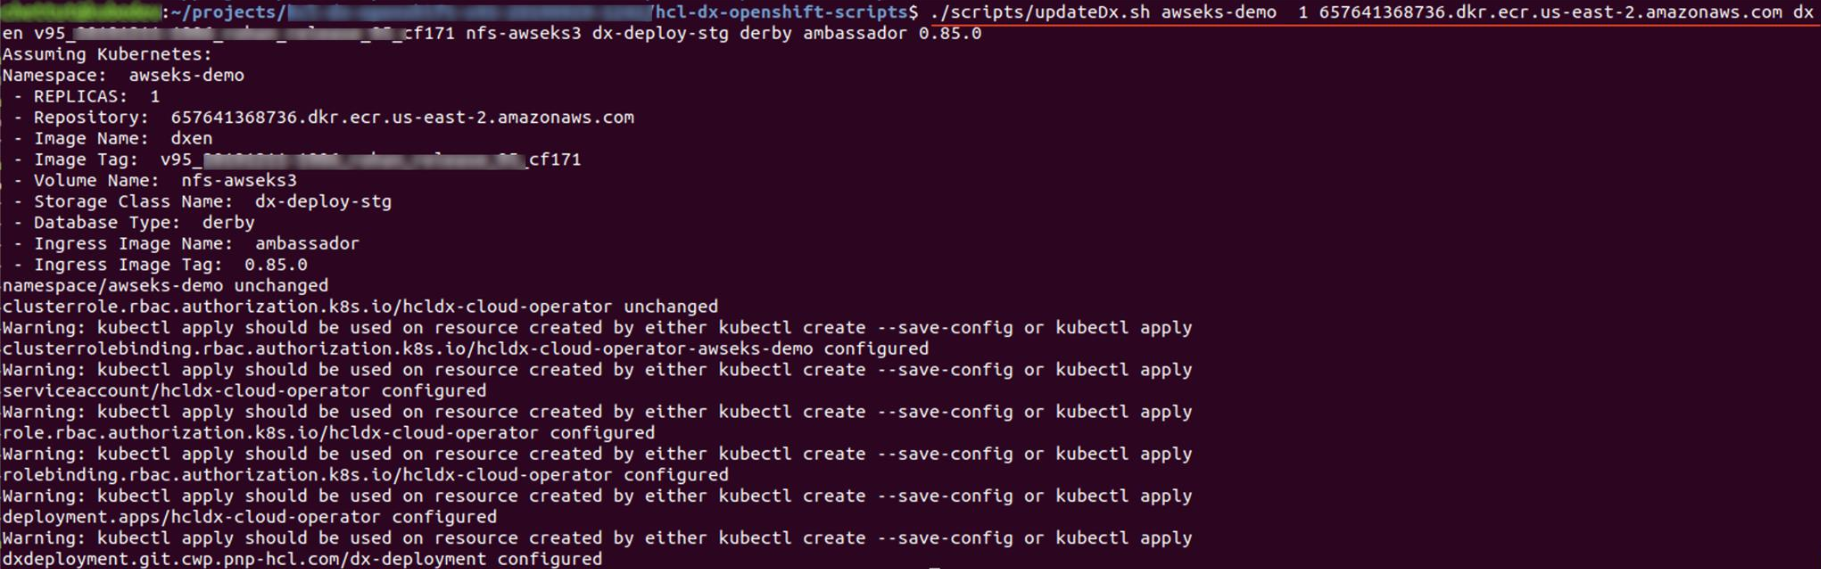 :~/projects/ /hcl-dx-openshift-scripts$ ./scripts/updateDx.sh awseks-demo  1 657641368736.dkr.ecr.us-east-2.amazonaws.com dx
en v95_ _cf171 nfs-awseks3 dx-deploy-stg derby ambassador 0.85.0
Assuming Kubernetes:
Namespace:  awseks-demo
 - REPLICAS:  1
 - Repository:  657641368736.dkr.ecr.us-east-2.amazonaws.com
 - Image Name:  dxen
 - Image Tag:  v95_ _cf171
 - Volume Name:  nfs-awseks3
 - Storage Class Name:  dx-deploy-stg
 - Database Type:  derby
 - Ingress Image Name:  ambassador
 - Ingress Image Tag:  0.85.0
namespace/awseks-demo unchanged
clusterrole.rbac.authorization.k8s.io/hcldx-cloud-operator unchanged
Warning: kubectl apply should be used on resource created by either kubectl create --save-config or kubectl apply
clusterrolebinding.rbac.authorization.k8s.io/hcldx-cloud-operator-awseks-demo configured
Warning: kubectl apply should be used on resource created by either kubectl create --save-config or kubectl apply
serviceaccount/hcldx-cloud-operator configured
Warning: kubectl apply should be used on resource created by either kubectl create --save-config or kubectl apply
role.rbac.authorization.k8s.io/hcldx-cloud-operator configured
Warning: kubectl apply should be used on resource created by either kubectl create --save-config or kubectl apply
rolebinding.rbac.authorization.k8s.io/hcldx-cloud-operator configured
Warning: kubectl apply should be used on resource created by either kubectl create --save-config or kubectl apply
deployment.apps/hcldx-cloud-operator configured
Warning: kubectl apply should be used on resource created by either kubectl create --save-config or kubectl apply
dxdeployment.git.cwp.pnp-hcl.com/dx-deployment configured